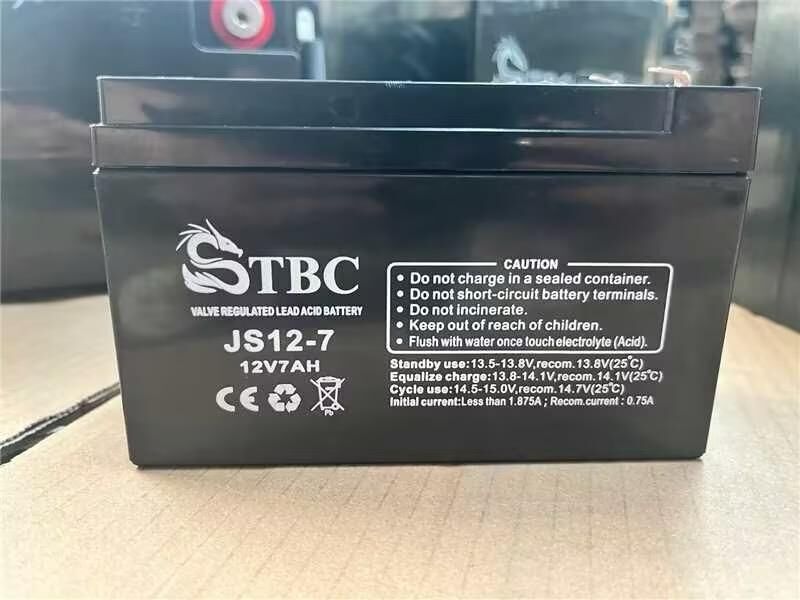 STBC
VALVE REGULATED LEAD ACID BATTERY
JS12-7
12V7AH
CE
Pb
CAUTION
• Do not charge in a sealed container.
• Do not short-circuit battery terminals.
• Do not incinerate.
• Keep out of reach of children.
• Flush with water once touch electrolyte (Acid).
Standby use:13.5-13.8V,recom.13.8V(25℃)
Equalize charge:13.8-14.1V,recom.14.1V(25℃)
Cycle use:14.5-15.0V,recom.14.7V(25℃)
Initial current:Less than 1.875A ; Recom.current : 0.75A